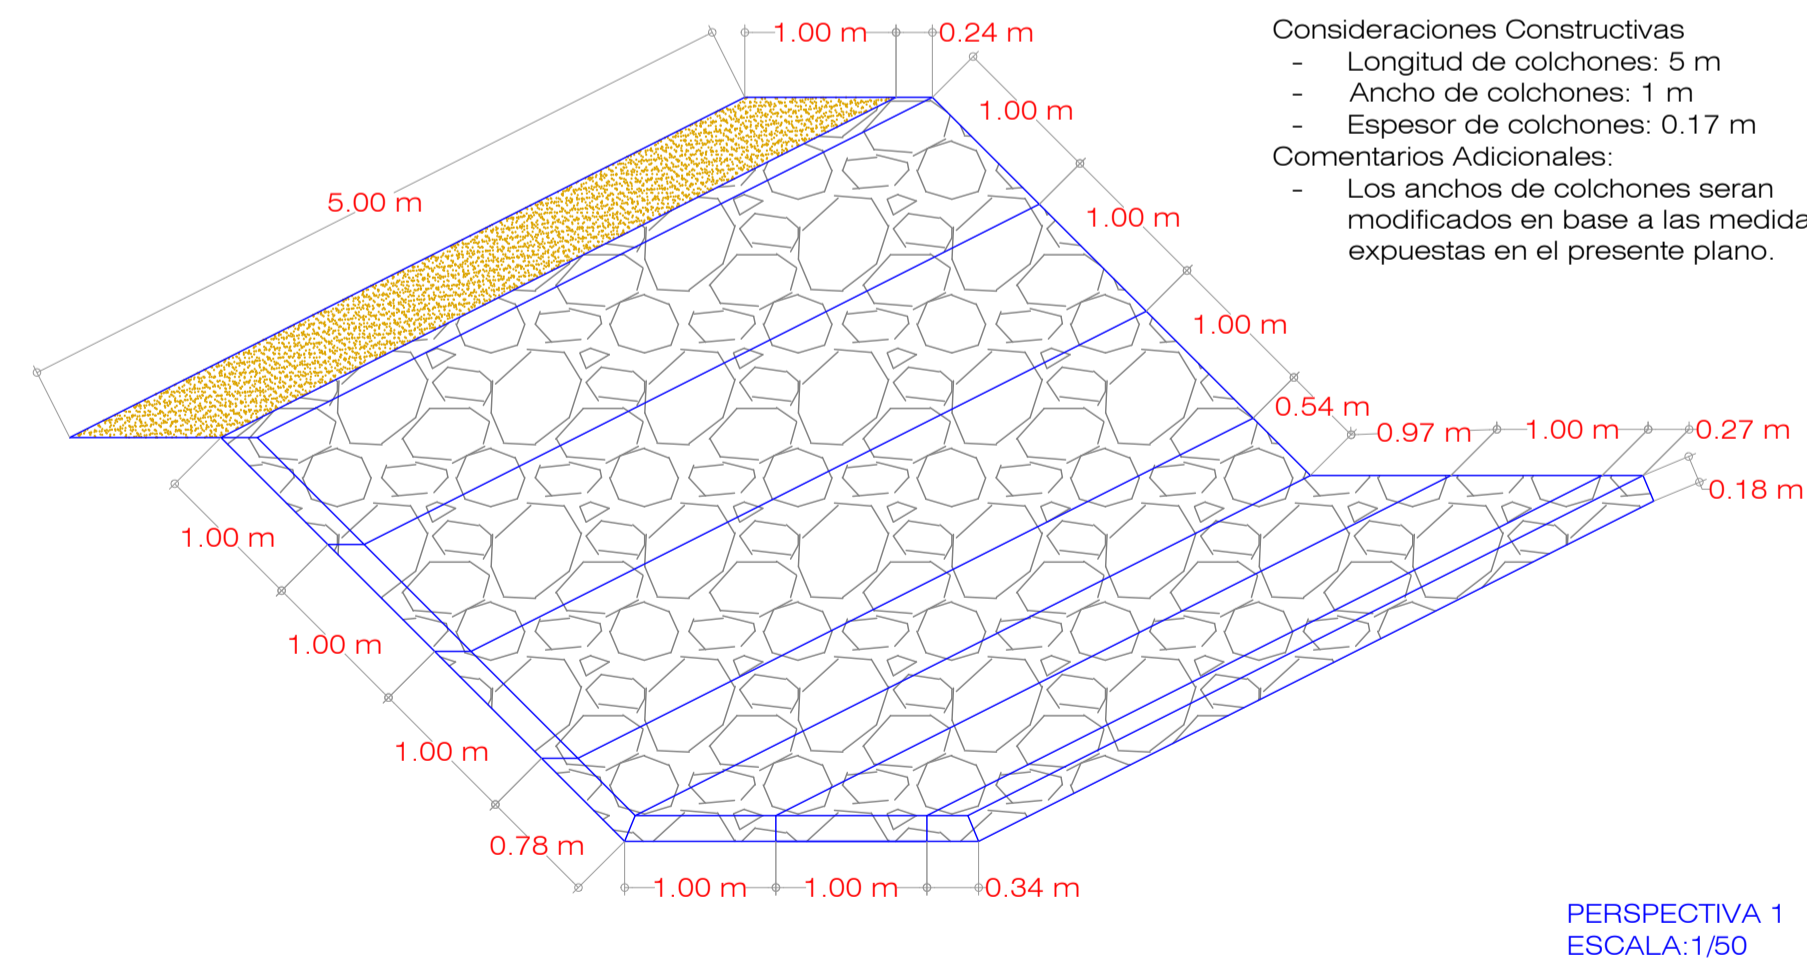 1.00 m
0.24 m
Consideraciones Constructivas
- Longitud de colchones: 5 m
- Ancho de colchones: 1 m
- Espesor de colchones: 0.17 m
Comentarios Adicionales:
- Los anchos de colchones seran
modificados en base a las medida
expuestas en el presente plano.
1.00 m
5.00 m
1.00 m
1.00 m
0.54 m
0.97 m
1.00 m
0.27 m
0.18 m
1.00 m
1.00 m
1.00 m
0.78 m
1.00 m
1.00 m
0.34 m
PERSPECTIVA 1
ESCALA:1/50